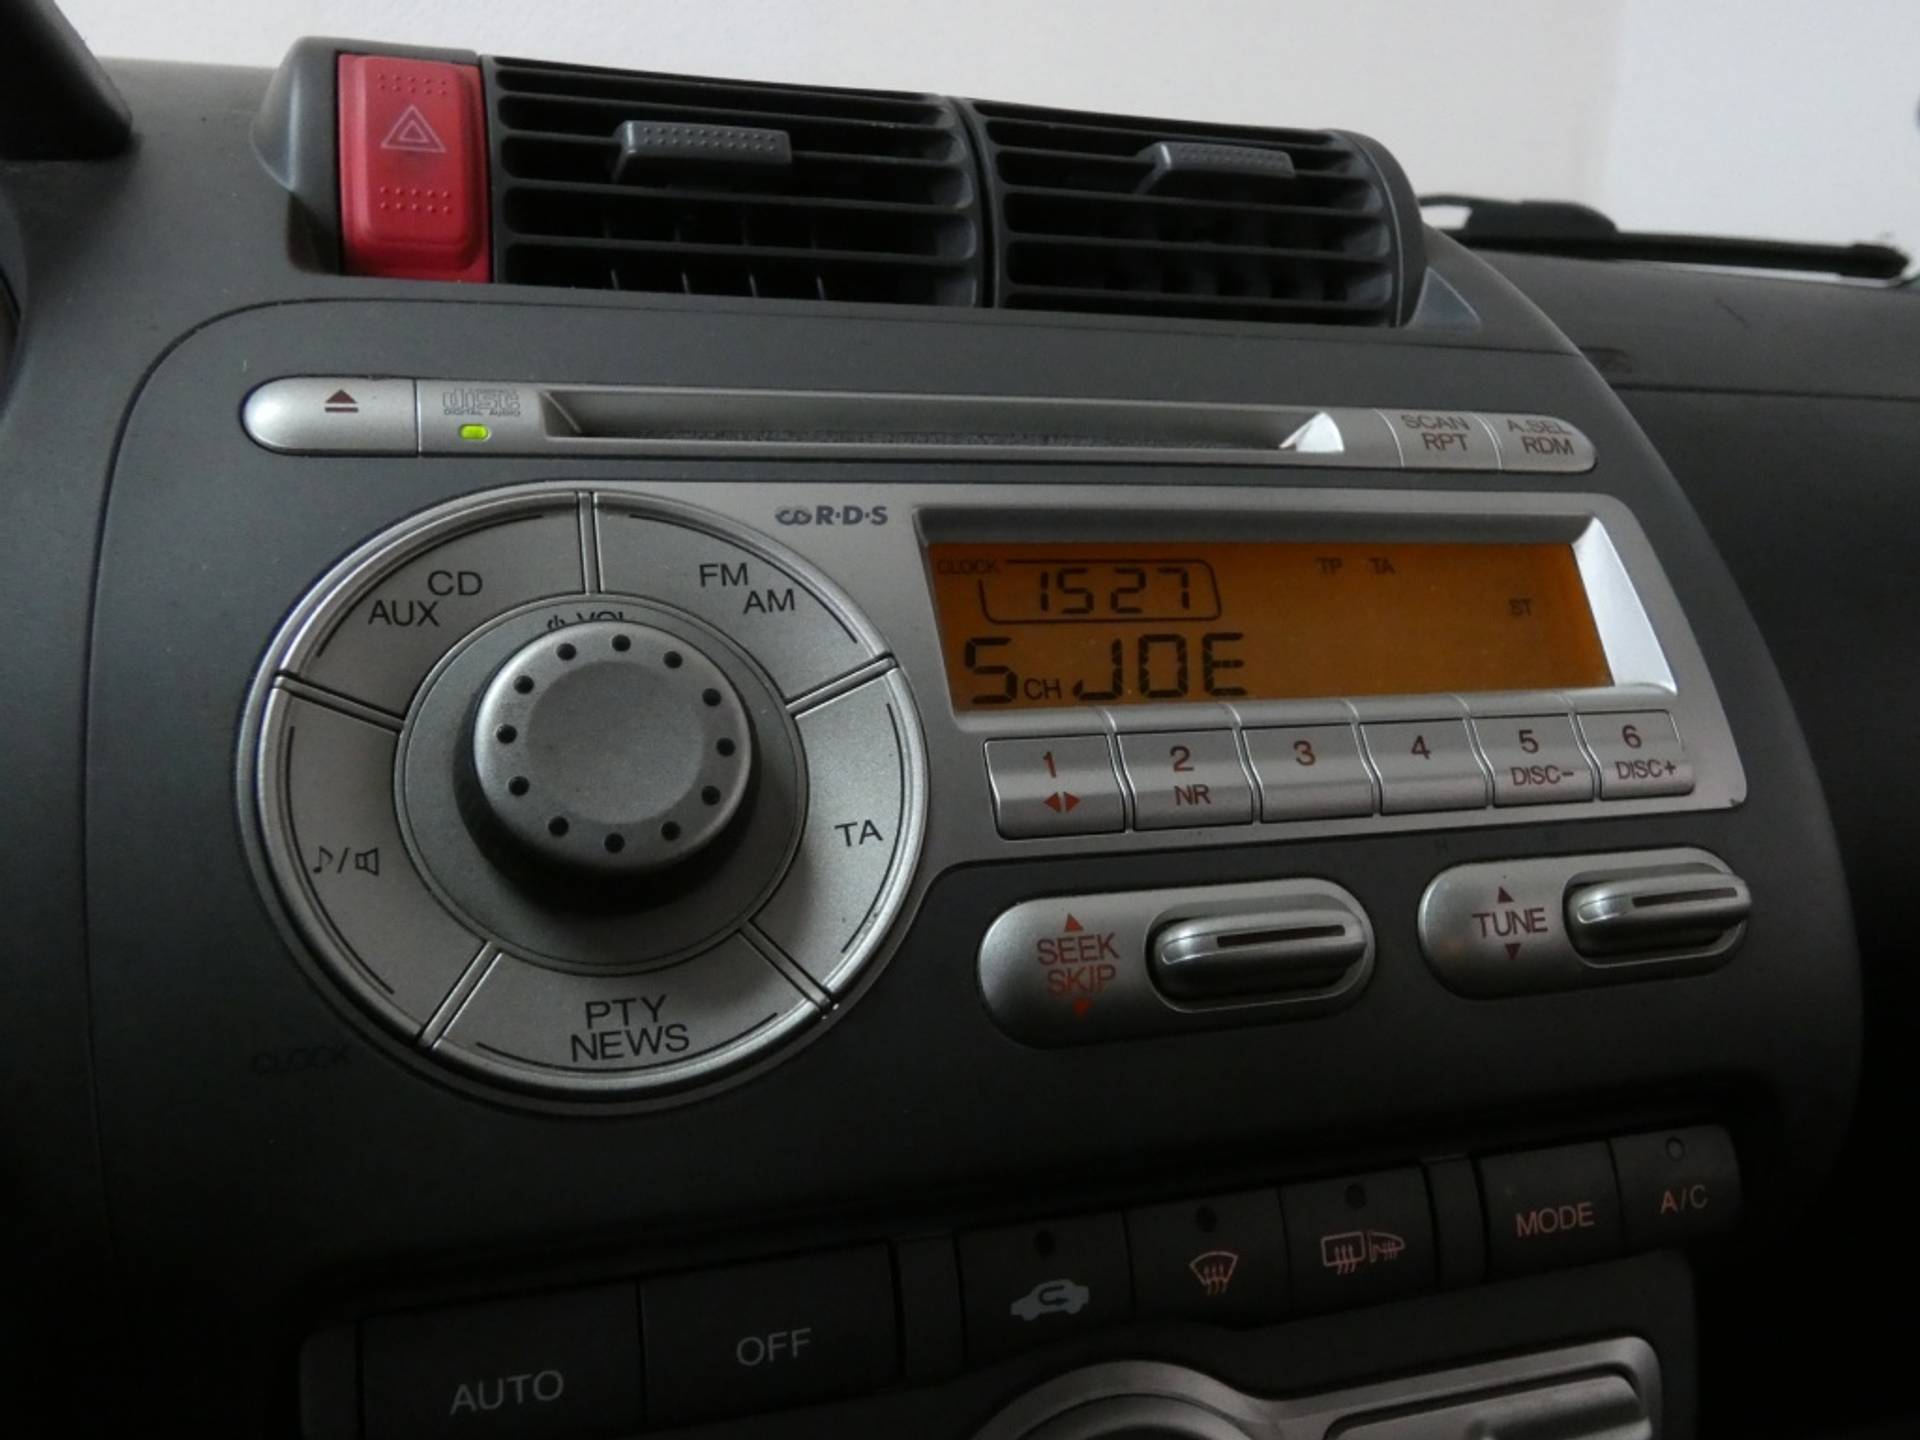 disc
DIGITAL AUDIO
SCAN
RPT
A.SEL
RDM
R·D·S
CD
AUX
FM
AM
VOL
TA
PTY
NEWS
CLOCK
CLOCK
1527
TP TA
ST
5 CH JOE
1
2
NR
3
4
5
DISC-
6
DISC+
SEEK
SKIP
TUNE
MODE
A/C
AUTO
OFF